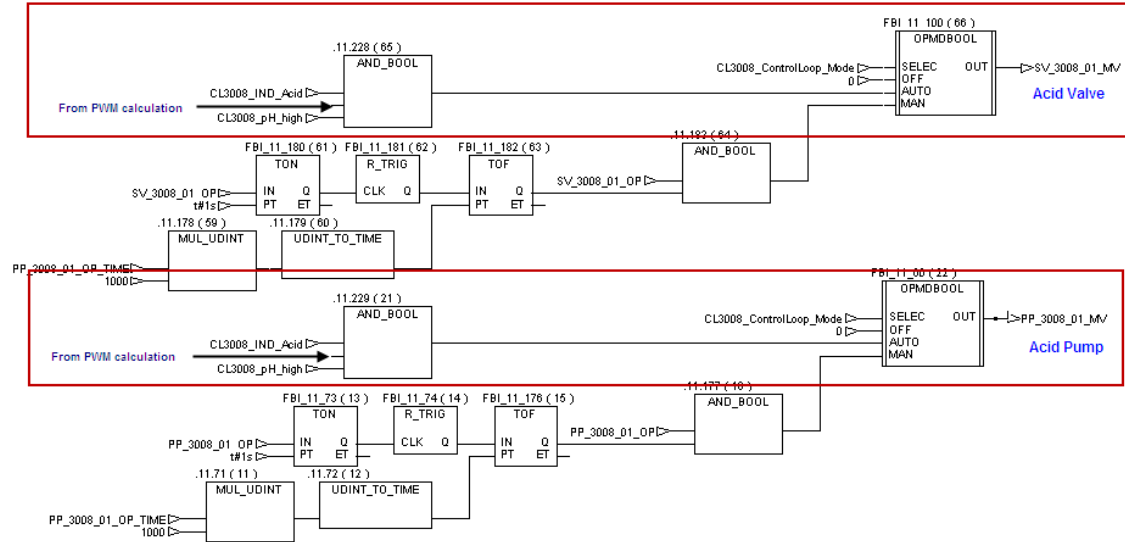 FBI_11_100 ( 66 )
OPMDBOOL
.11.228 ( 65 )
AND_BOOL
CL3008_ControlLoop_Mode
SELEC OUT
SV_3008_01_MV
0
OFF
CL3008_IND_Acid
AUTO
Acid Valve
From PWM calculation
MAN
CL3008_pH_high
.11.183 ( 64 )
AND_BOOL
FBI_11_180 ( 61 )
FBI_11_181 ( 62 )
FBI_11_182 ( 63 )
TON
R_TRIG
TOF
SV_3008_01_OP
SV_3008_01_OP
IN Q
CLK Q
IN Q
t#1s
PT ET
PT ET
.11.178 ( 59 )
.11.179 ( 60 )
MUL_UDINT
UDINT_TO_TIME
PP_3008_01_OP_TIME
1000
FBI_11_60 ( 22 )
OPMDBOOL
.11.229 ( 21 )
AND_BOOL
CL3008_ControlLoop_Mode
SELEC OUT
PP_3008_01_MV
0
OFF
CL3008_IND_Acid
AUTO
Acid Pump
From PWM calculation
MAN
CL3008_pH_high
.11.177 ( 18 )
AND_BOOL
FBI_11_73 ( 13 )
FBI_11_74 ( 14 )
FBI_11_176 ( 15 )
TON
R_TRIG
TOF
PP_3008_01_OP
PP_3008_01_OP
IN Q
CLK Q
IN Q
t#1s
PT ET
PT ET
.11.71 ( 11 )
.11.72 ( 12 )
MUL_UDINT
UDINT_TO_TIME
PP_3008_01_OP_TIME
1000